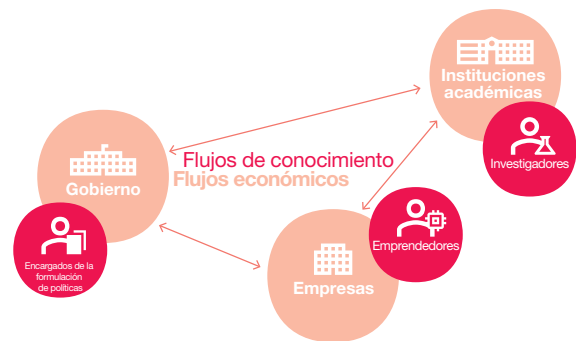 Instituciones
académicas
Investigadores
Flujos de conocimiento
Flujos económicos
Gobierno
Encargados de la
formulación
de políticas
Emprendedores
Empresas